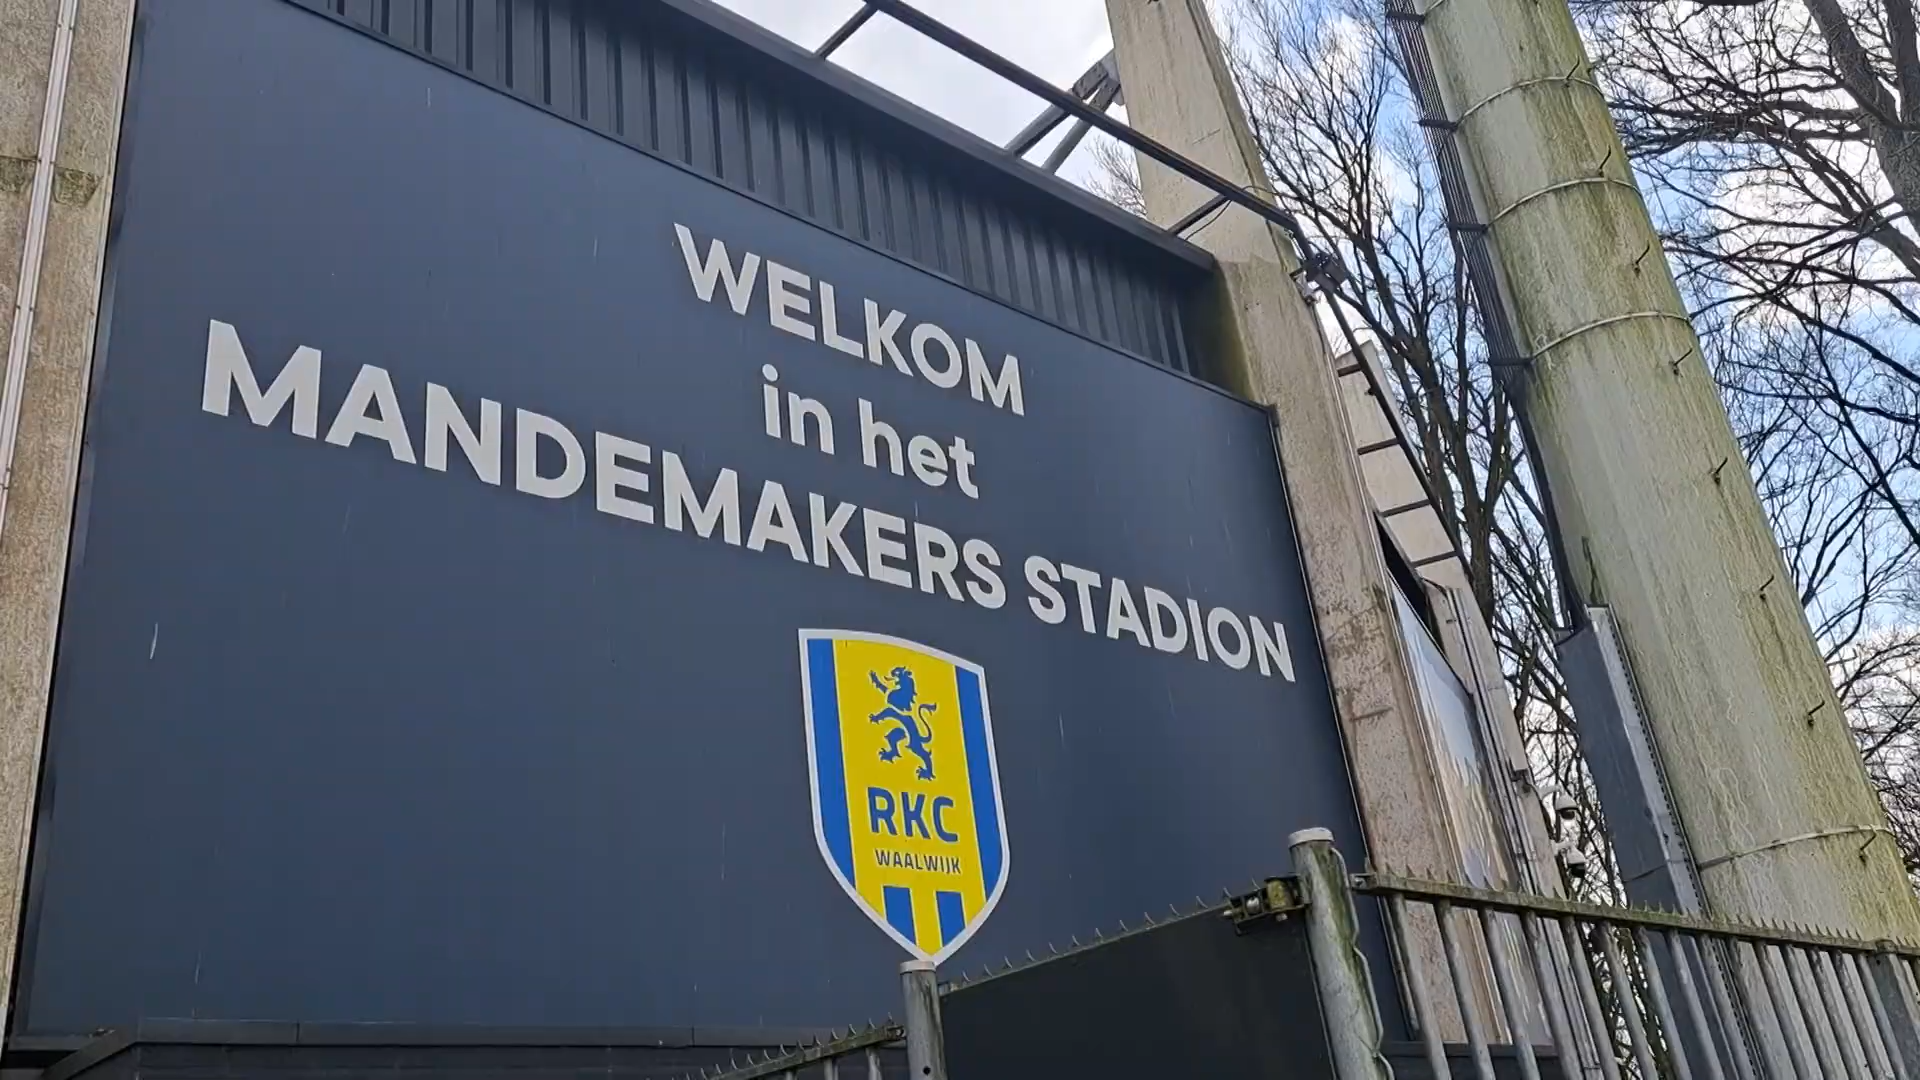 WELKOM
in het
MANDEMAKERS STADION
RKC
WAALWIJK